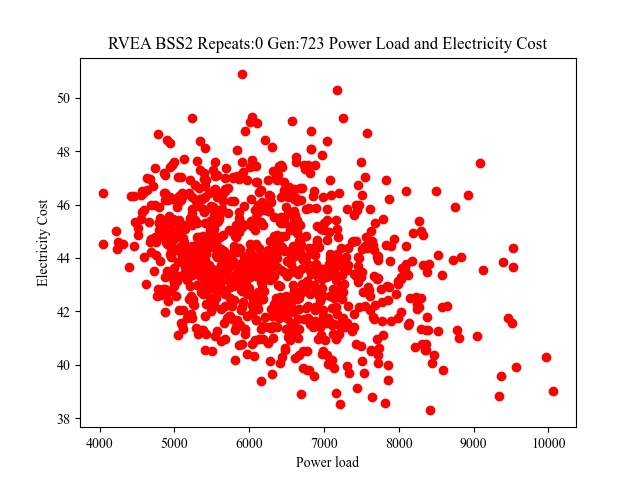 RVEA BSS2 Repeats:0 Gen:723 Power Load and Electricity Cost
50
48
46
44
42
40
38
Electricity Cost
4000 5000 6000 7000 8000 9000 10000
Power load